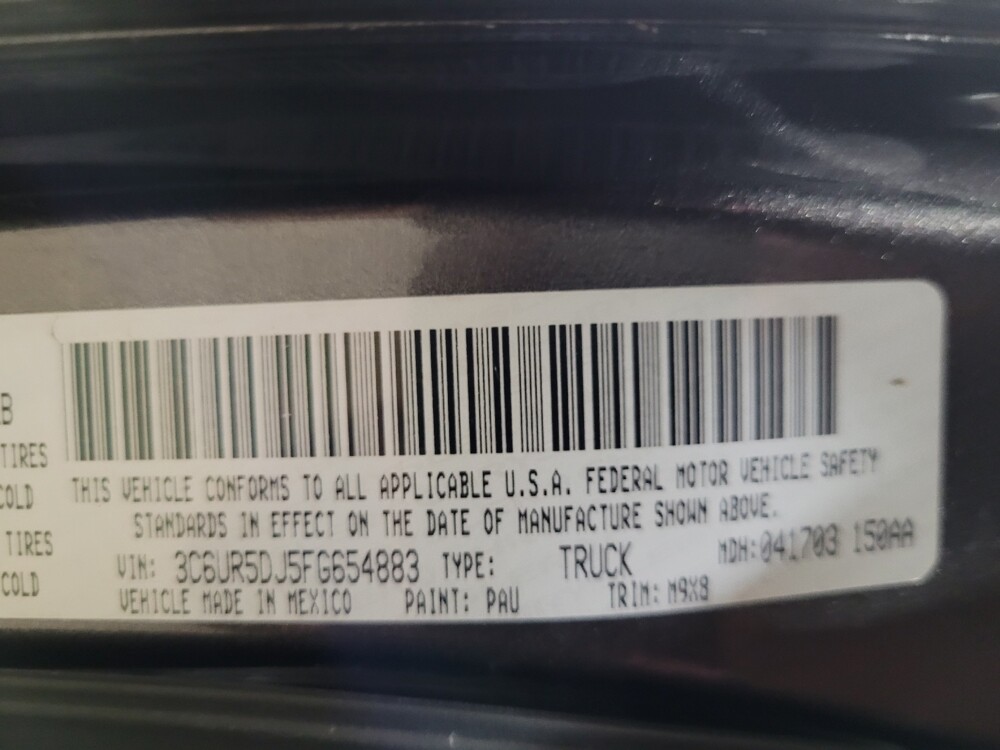 B
TIRES
COLD
TIRES
COLD
THIS VEHICLE CONFORMS TO ALL APPLICABLE U.S.A. FEDERAL MOTOR VEHICLE SAFETY
STANDARDS IN EFFECT ON THE DATE OF MANUFACTURE SHOWN ABOVE.
VIN: 3C6UR5DJ5FG654883 TYPE: TRUCK MDH:041703 150AA
VEHICLE MADE IN MEXICO PAINT: PAU TRIM: M9X8